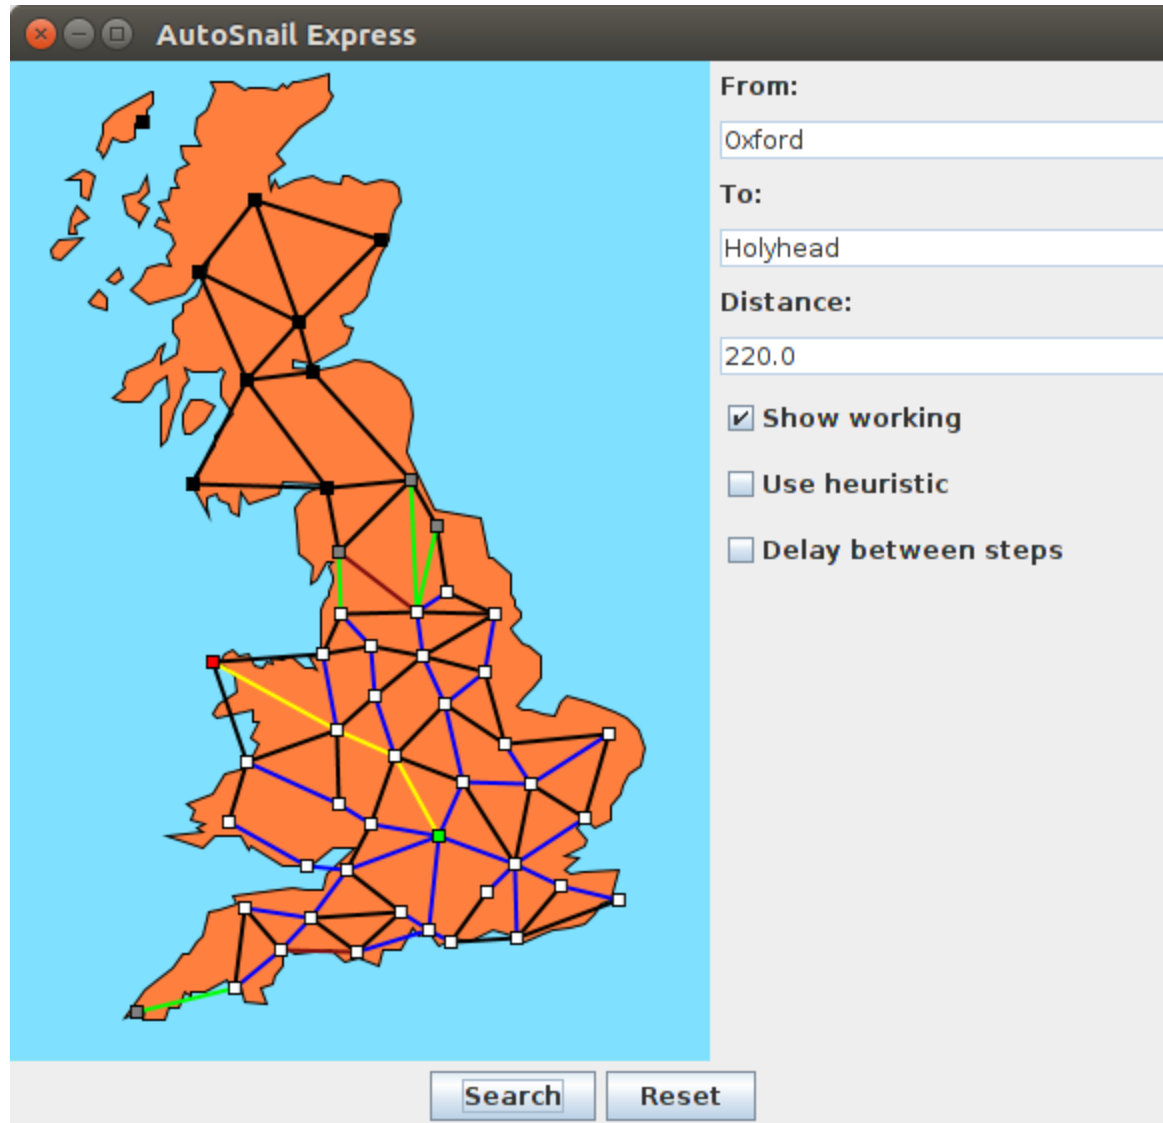 AutoSnail Express
From:
Oxford
To:
Holyhead
Distance:
220.0
Show working
Use heuristic
Delay between steps
Search
Reset